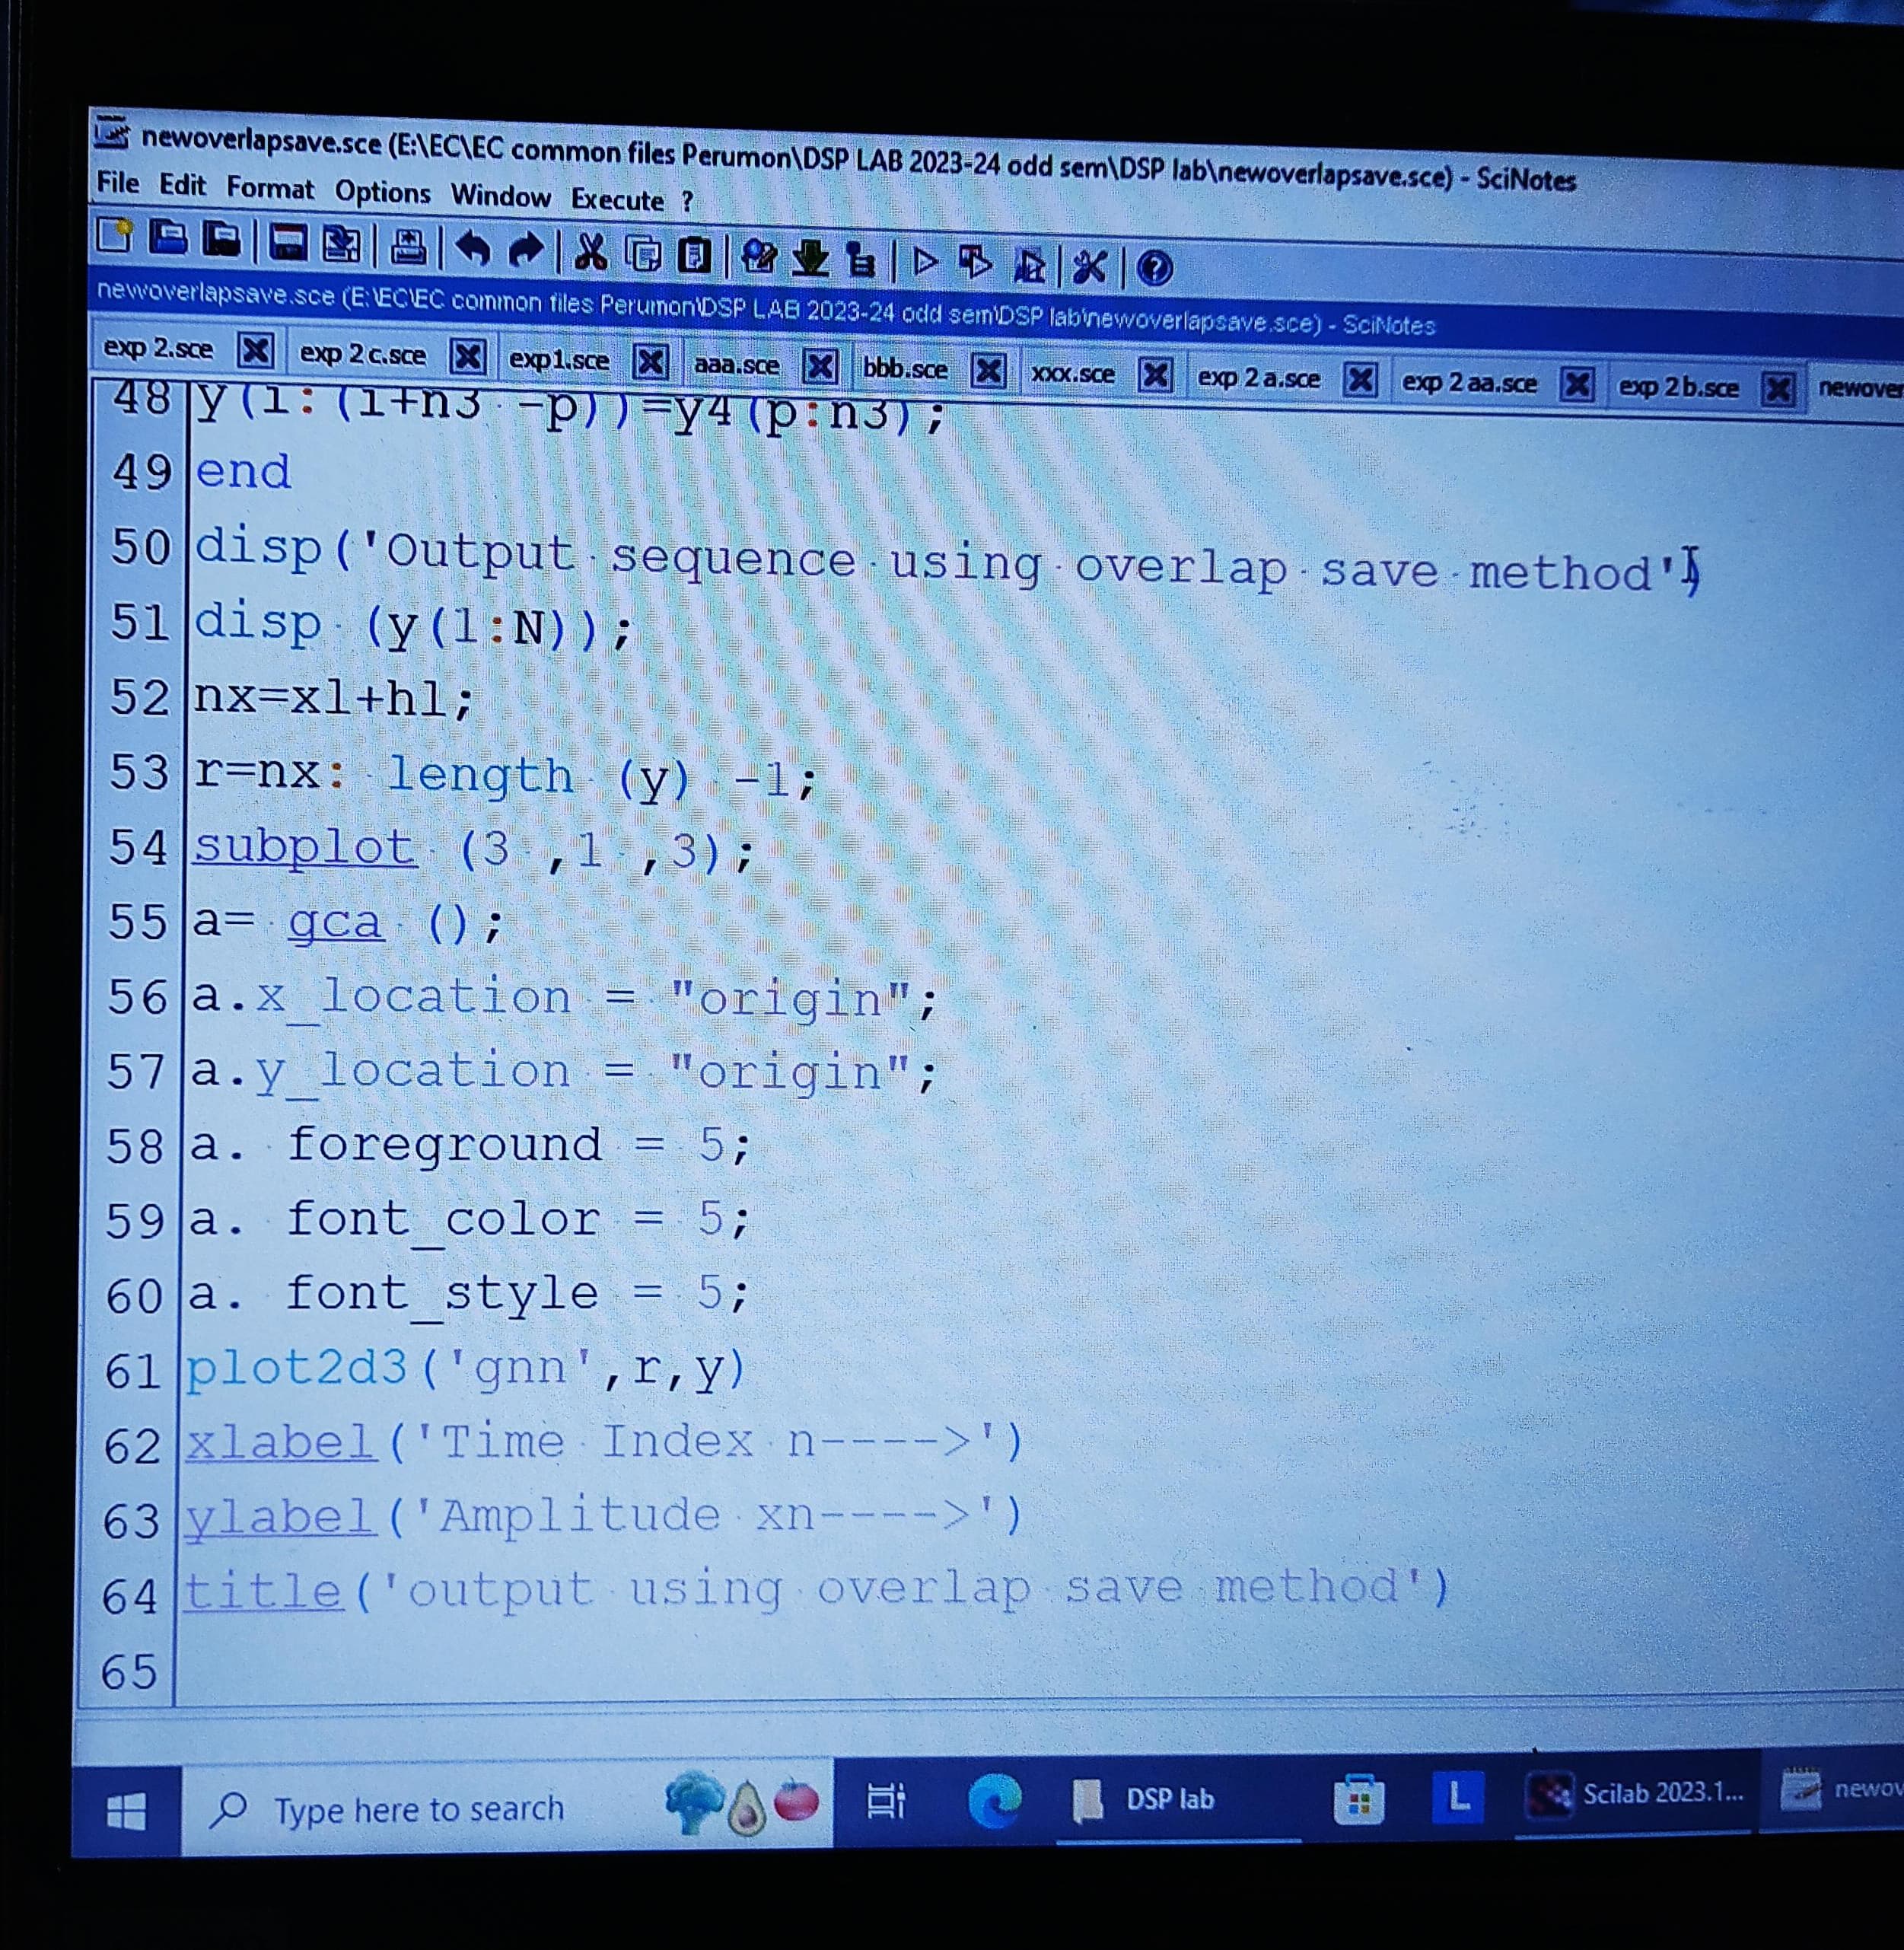 newoverlapsave.sce (E:\EC\EC common files Perumon\DSP LAB 2023-24 odd sem\DSP lab\newoverlapsave.sce) - SciNotes
File Edit Format Options Window Execute ?
newoverlapsave.sce (E:\EC\EC common files Perumon\DSP LAB 2023-24 odd sem\DSP lab\newoverlapsave.sce) - SciNotes
exp 2.sce exp 2 c.sce exp1.sce aaa.sce bbb.sce xxx.sce exp 2 a.sce exp 2 aa.sce exp 2 b.sce newover
48 y(1:(1+n3 -p))=y4(p:n3);
49 end
50 disp('Output sequence using overlap save method')
51 disp (y(1:N));
52 nx=xl+hl;
53 r=nx: length (y) -1;
54 subplot (3 ,1 ,3);
55 a= gca ();
56 a.x_location = "origin";
57 a.y_location = "origin";
58 a. foreground = 5;
59 a. font_color = 5;
60 a. font_style = 5;
61 plot2d3('gnn',r,y)
62 xlabel('Time Index n---->')
63 ylabel('Amplitude xn---->')
64 title('output using overlap save method')
65
Type here to search DSP lab L Scilab 2023.1... newov